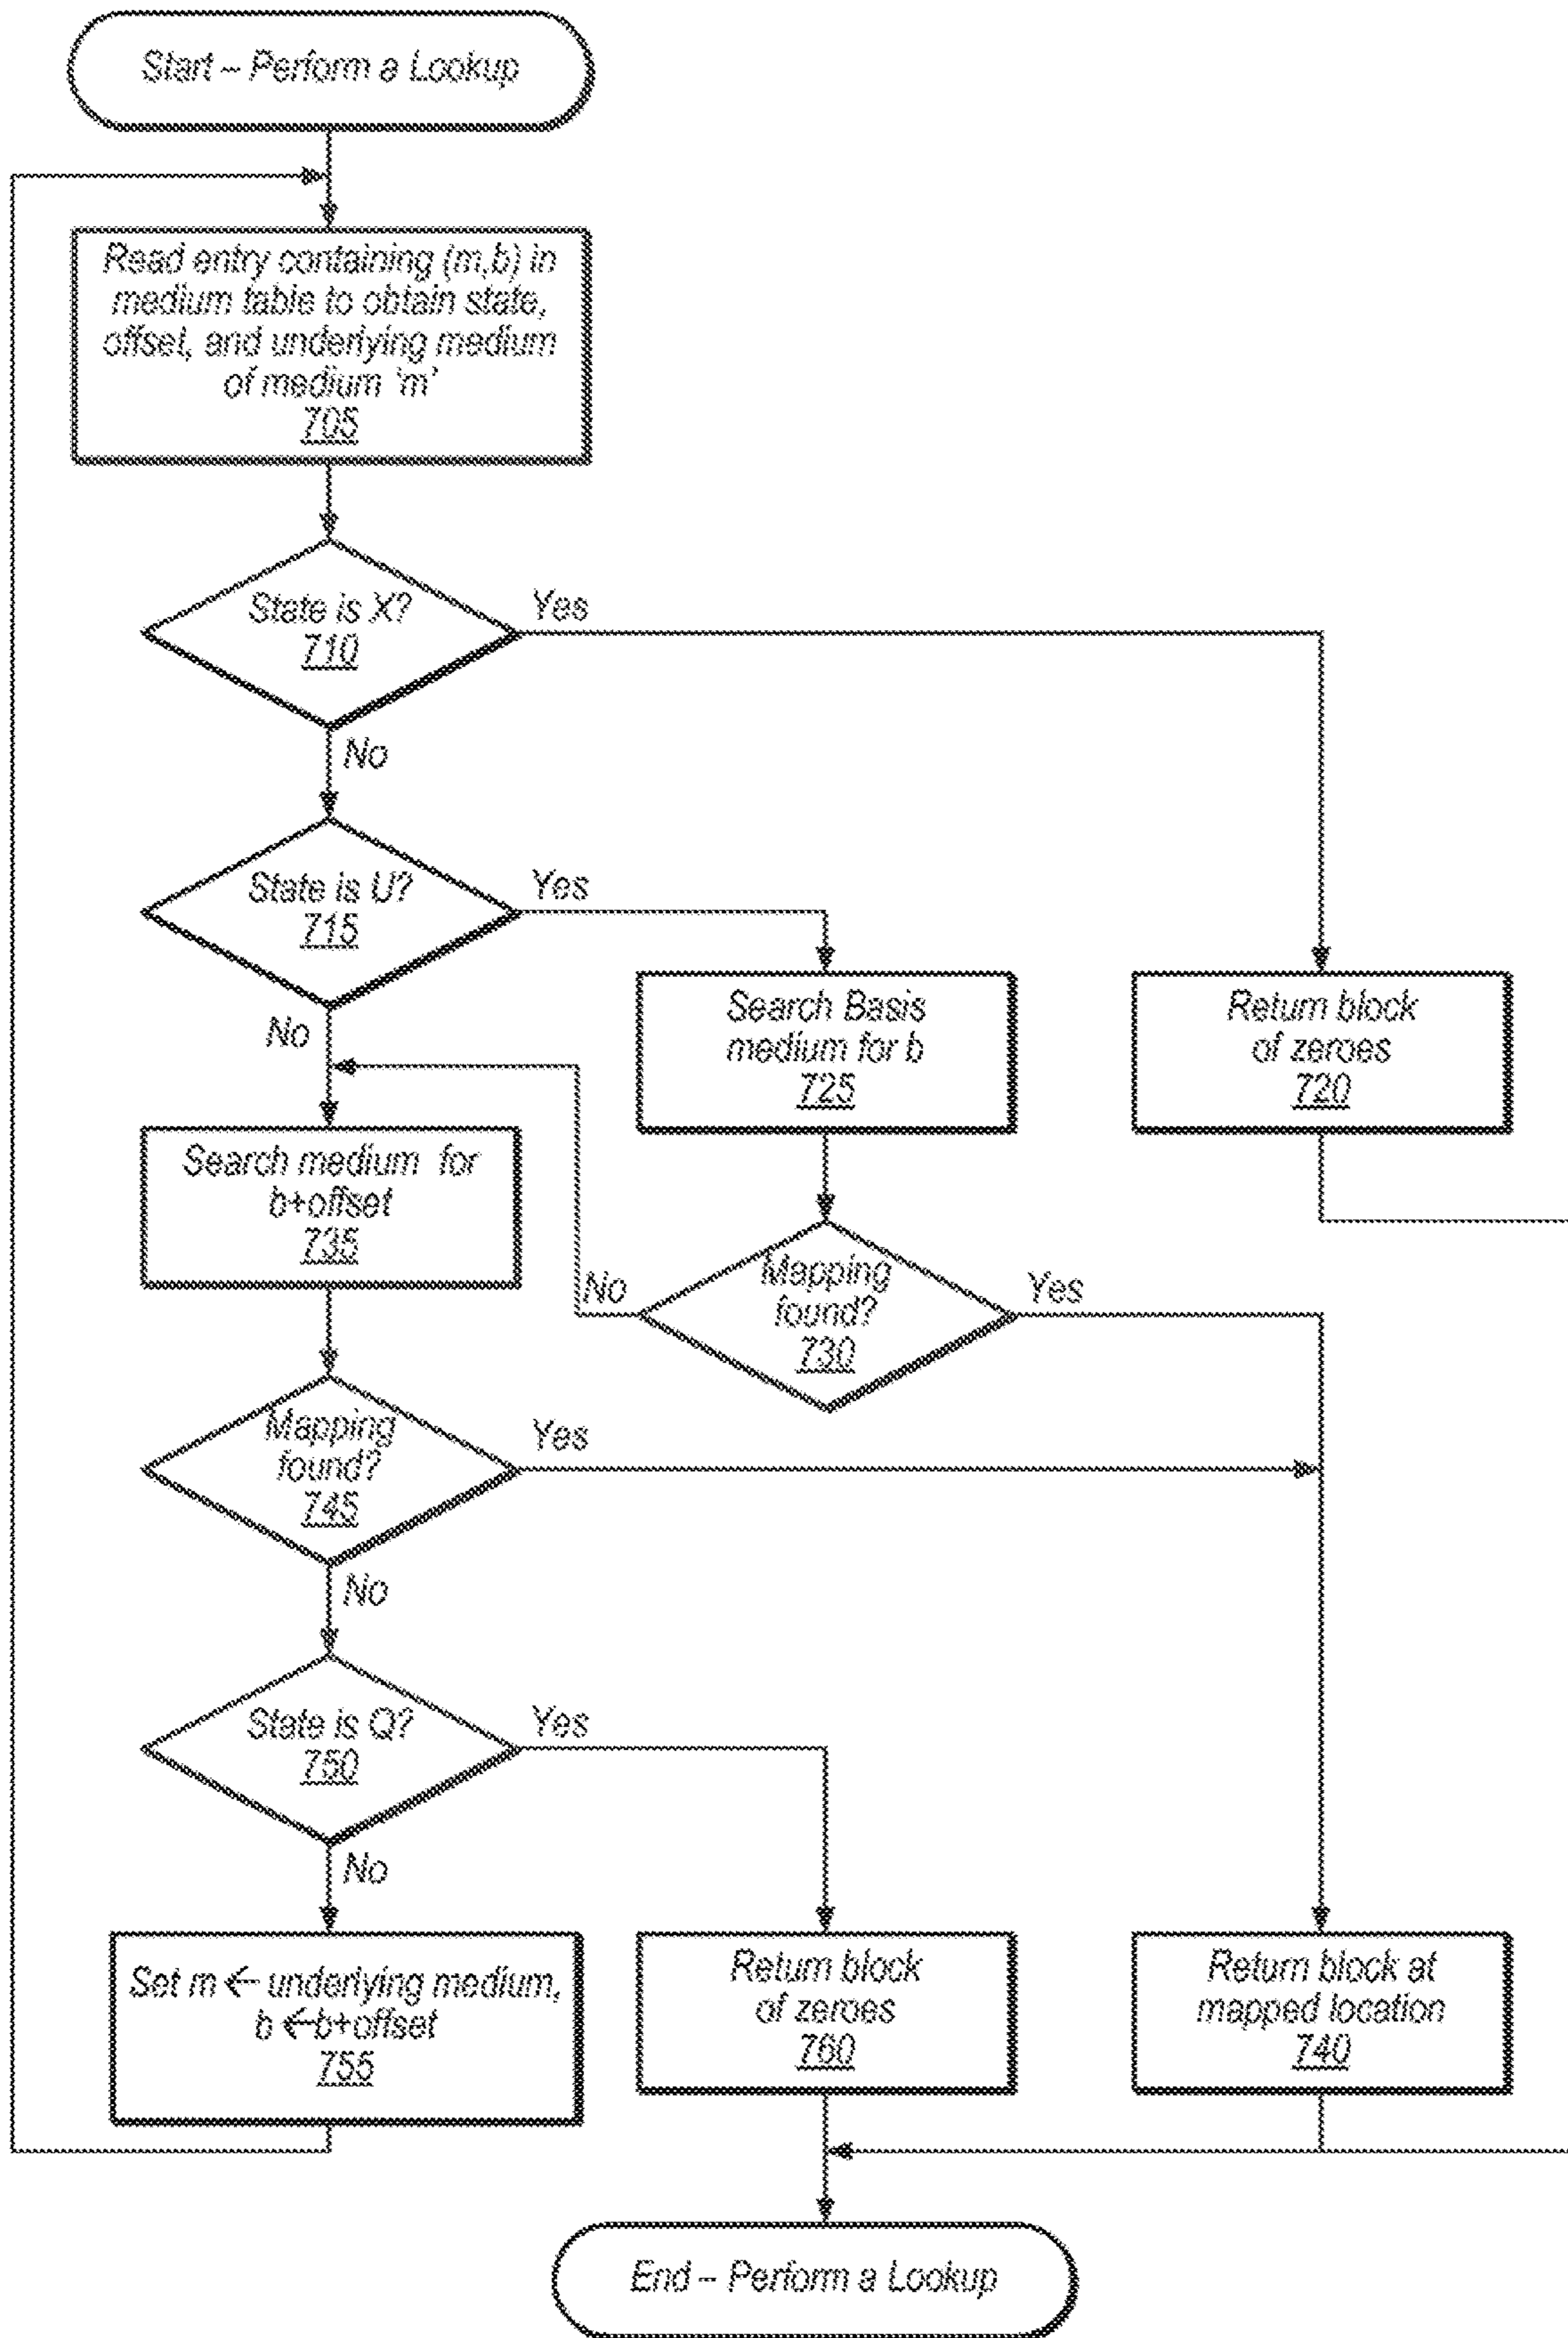 Start – Perform a Lookup
Read entry containing (m,b) in
medium table to obtain state,
offset, and underlying medium
of medium 'm'
705
State is X?
710
Yes
No
State is U?
715
Yes
No
Search Basis
medium for b
725
Return block
of zeroes
720
Search medium for
b+offset
735
Mapping
found?
730
No
Yes
Mapping
found?
745
Yes
No
State is Q?
750
Yes
No
Set m ← underlying medium,
b ← b+offset
755
Return block
of zeroes
760
Return block at
mapped location
740
End – Perform a Lookup